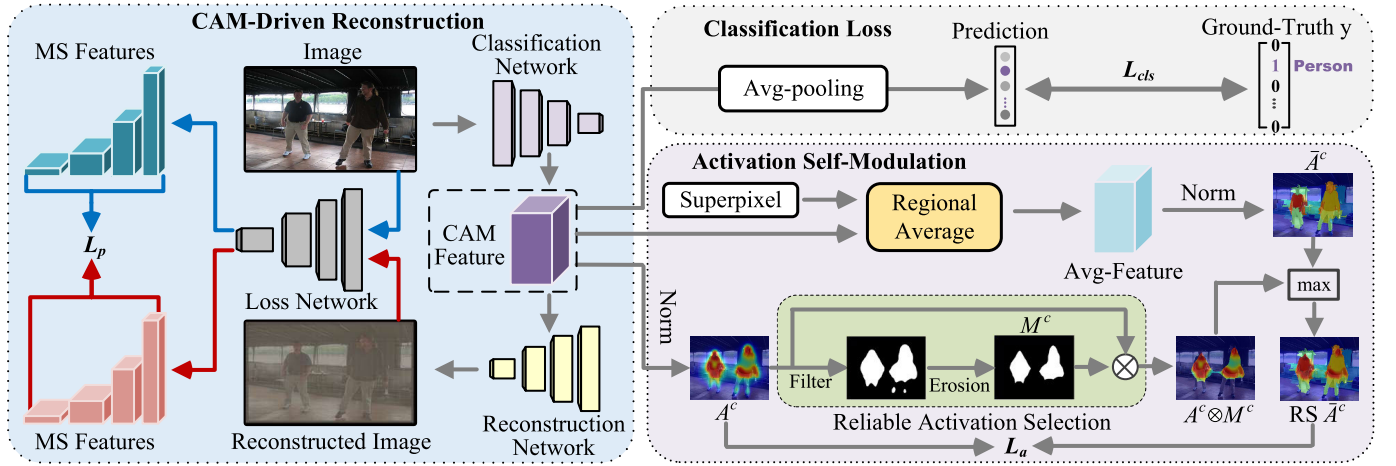 CAM-Driven Reconstruction
MS Features
Image
Classification
Network
L_p
Loss Network
CAM
Feature
MS Features
Reconstructed Image
Reconstruction
Network
Classification Loss
Avg-pooling
Prediction
L_cls
Ground-Truth y
0
1 Person
0
0
Activation Self-Modulation
Superpixel
Regional
Average
Avg-Feature
Norm
Ā^c
max
Norm
A^c
Filter
Erosion
M^c
⊗
Reliable Activation Selection
A^c⊗M^c
RS Ā^c
L_a